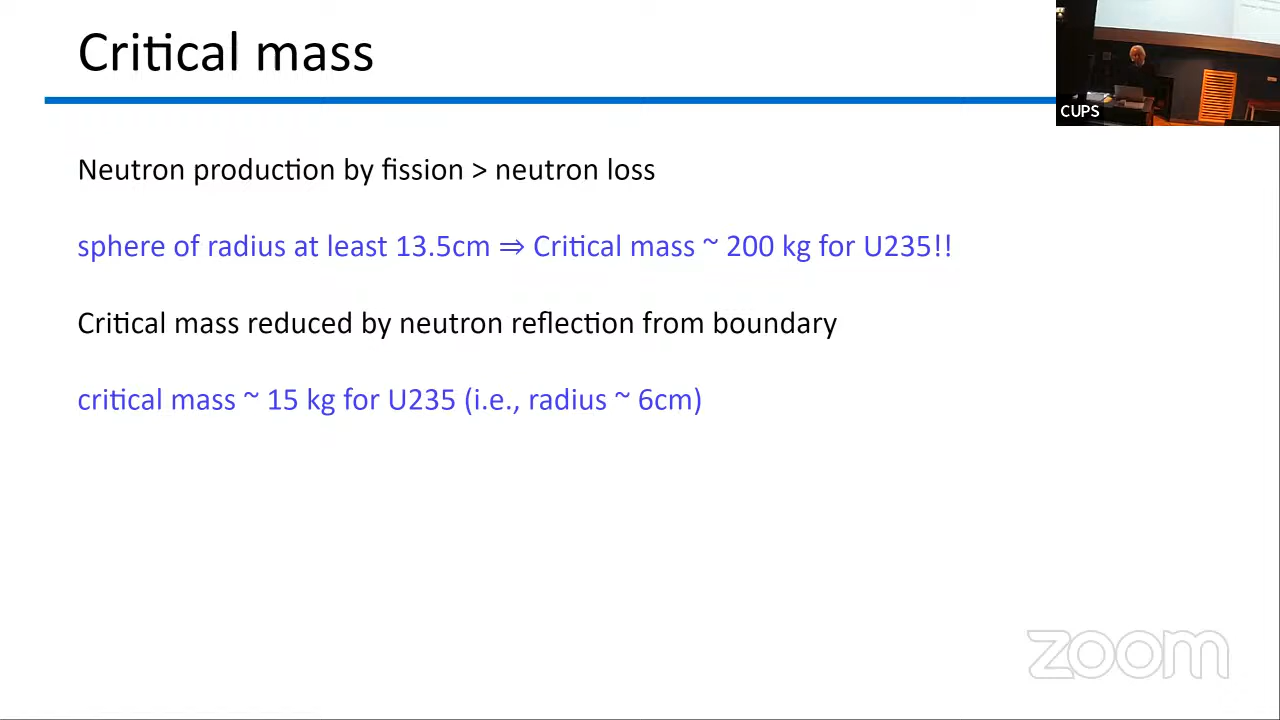 Critical mass
CUPS
Neutron production by fission > neutron loss
sphere of radius at least 13.5cm ⇒ Critical mass ~ 200 kg for U235!!
Critical mass reduced by neutron reflection from boundary
critical mass ~ 15 kg for U235 (i.e., radius ~ 6cm)
zoom